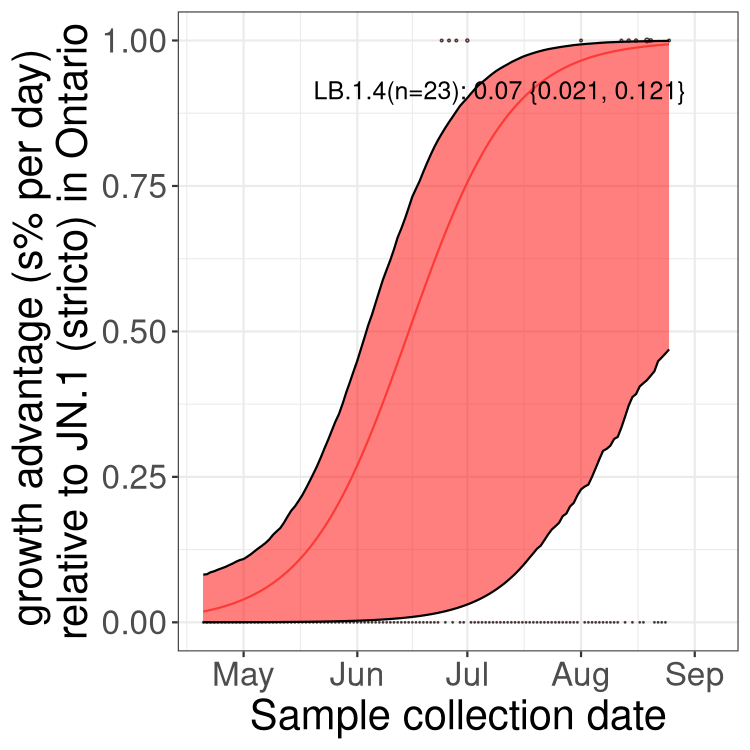 growth advantage (s% per day)
relative to JN.1 (stricto) in Ontario
1.00
0.75
0.50
0.25
0.00
LB.1.4(n=23): 0.07 {0.021, 0.121}
May Jun Jul Aug Sep
Sample collection date